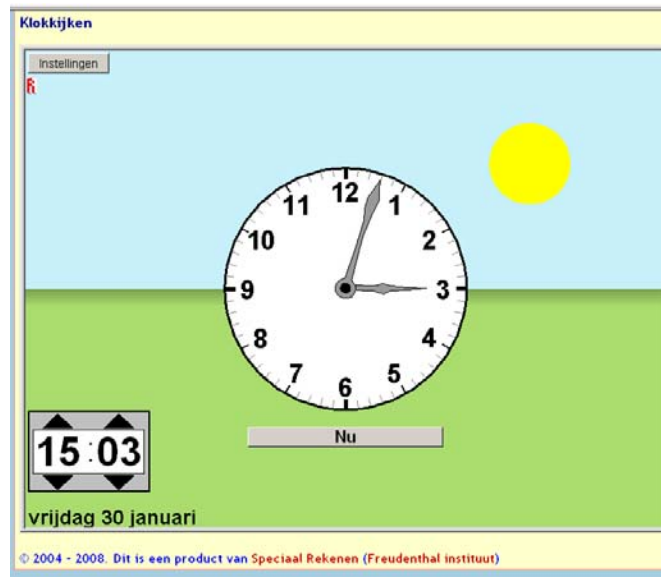 Klokkijken
Instellingen
R
12
11
1
10
2
9
3
8
4
7
5
6
Nu
15:03
vrijdag 30 januari
© 2004 - 2008. Dit is een product van Speciaal Rekenen (Freudenthal instituut)